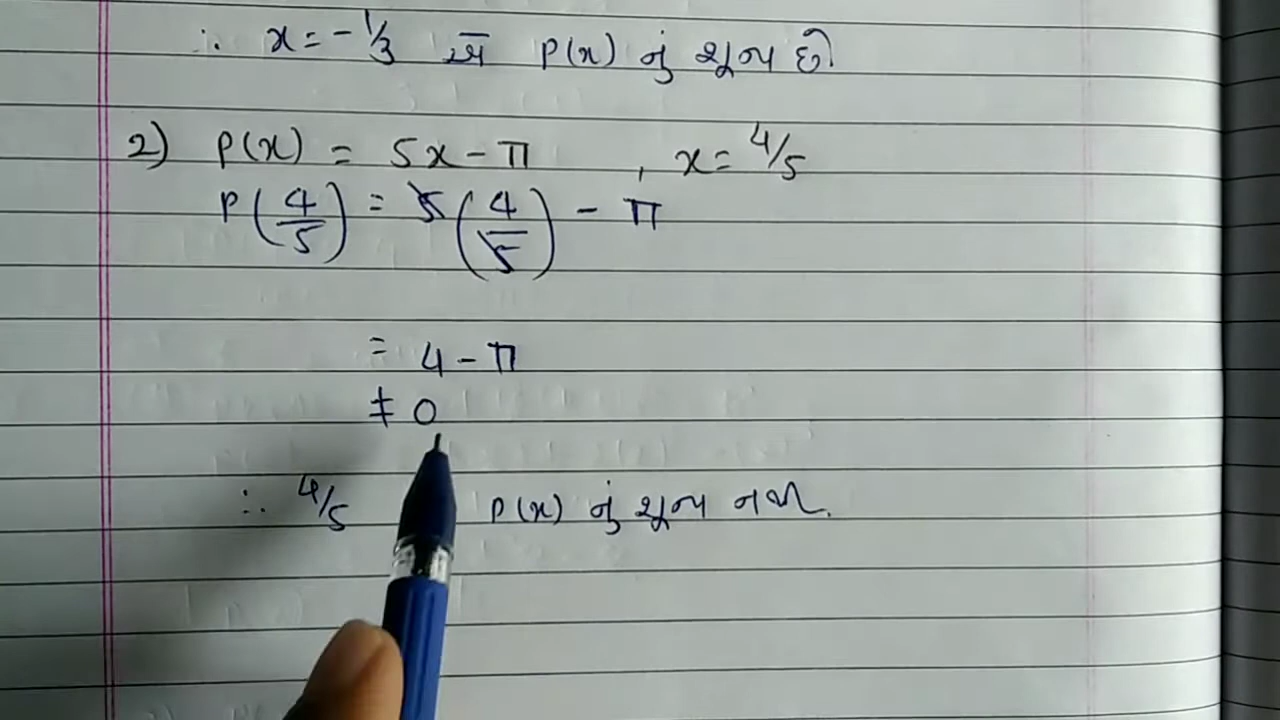 ∴ x = -1/3 એ P(x) નું શૂન્ય છે
2) P(x) = 5x - π , x = 4/5
P(4/5) = 5(4/5) - π
= 4 - π
≠ 0
∴ 4/5 P(x) નું શૂન્ય નથી.